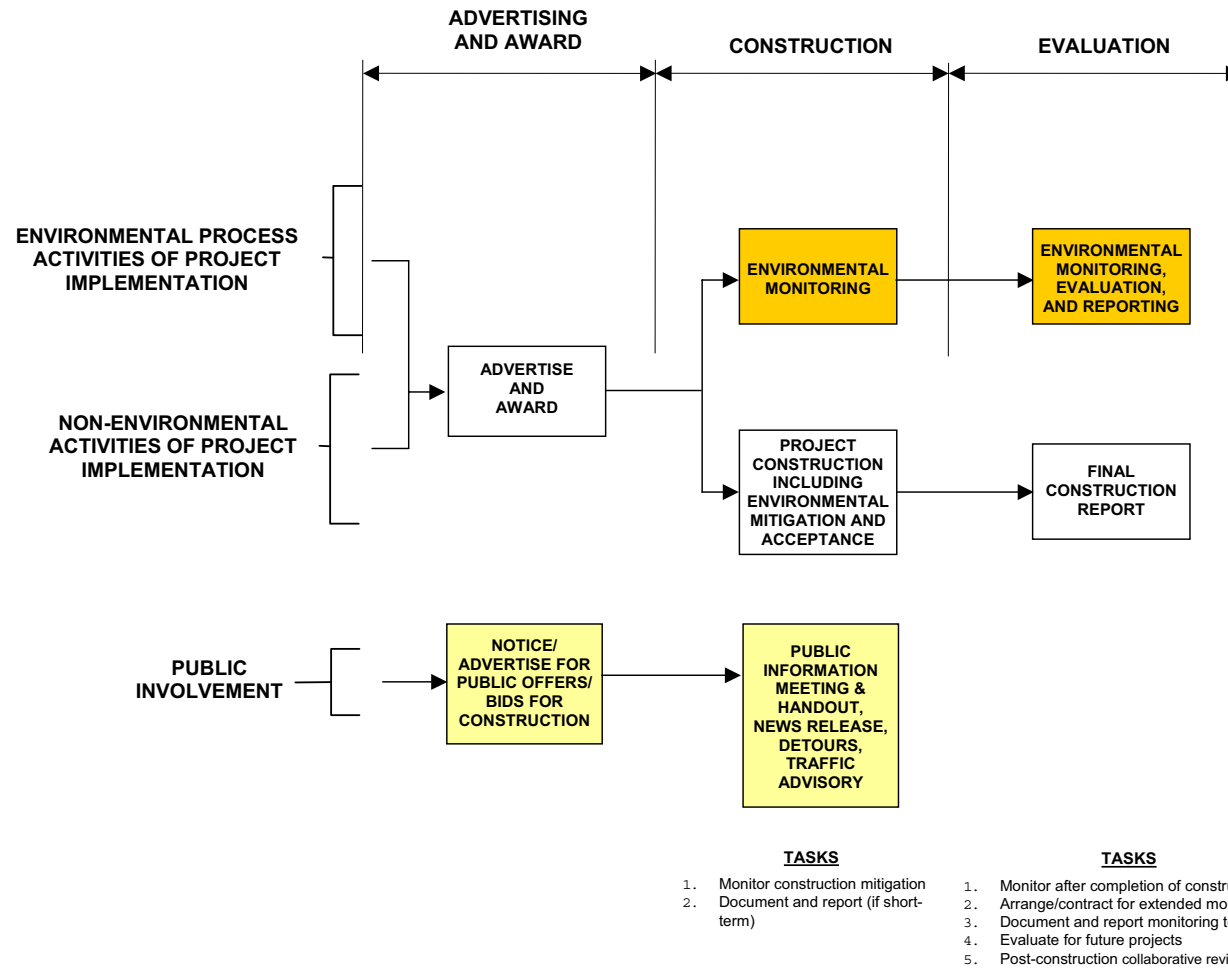 ADVERTISING
AND AWARD
CONSTRUCTION
EVALUATION
ENVIRONMENTAL PROCESS
ACTIVITIES OF PROJECT
IMPLEMENTATION
ENVIRONMENTAL
MONITORING
ENVIRONMENTAL
MONITORING,
EVALUATION,
AND REPORTING
ADVERTISE
AND
AWARD
NON-ENVIRONMENTAL
ACTIVITIES OF PROJECT
IMPLEMENTATION
PROJECT
CONSTRUCTION
INCLUDING
ENVIRONMENTAL
MITIGATION AND
ACCEPTANCE
FINAL
CONSTRUCTION
REPORT
PUBLIC
INVOLVEMENT
NOTICE/
ADVERTISE FOR
PUBLIC OFFERS/
BIDS FOR
CONSTRUCTION
PUBLIC
INFORMATION
MEETING &
HANDOUT,
NEWS RELEASE,
DETOURS,
TRAFFIC
ADVISORY
TASKS
1. Monitor construction mitigation
2. Document and report (if short-
term)
TASKS
1. Monitor after completion of
2. Arrange/contract for extended
3. Document and report monitoring
4. Evaluate for future projects
5. Post-construction collaborative